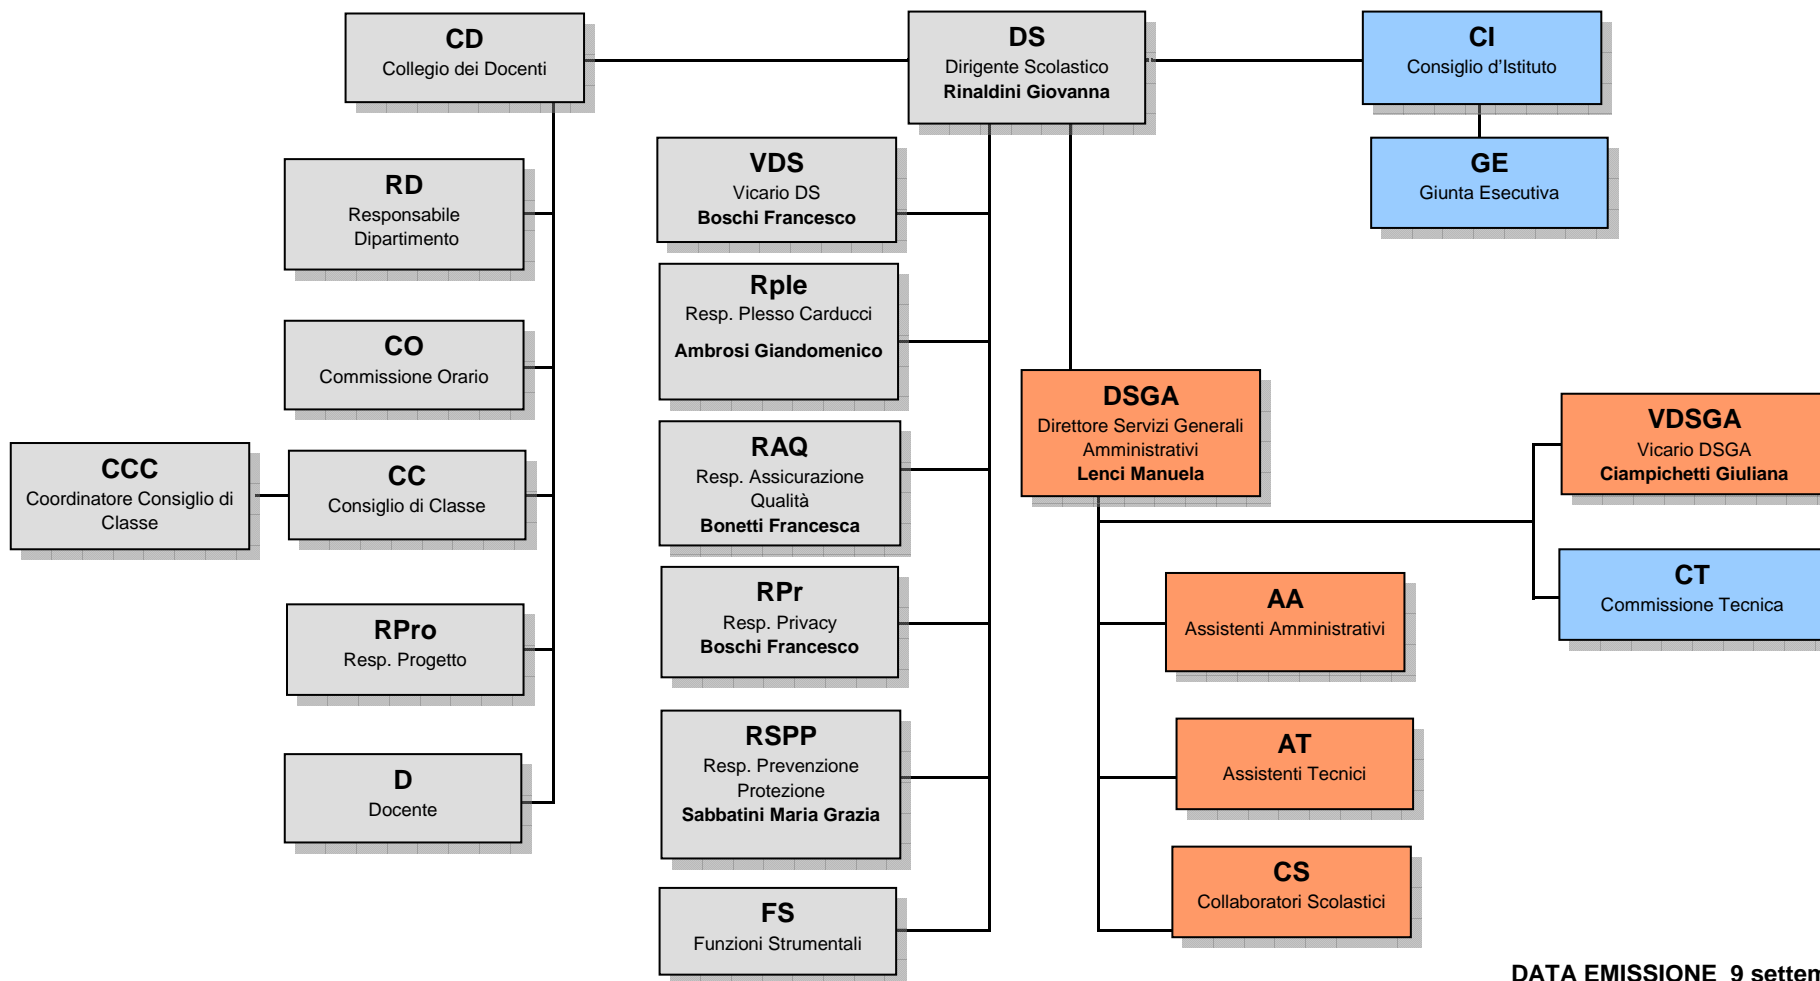 CD
Collegio dei Docenti
DS
Dirigente Scolastico
Rinaldini Giovanna
CI
Consiglio d'Istituto
GE
Giunta Esecutiva
RD
Responsabile
Dipartimento
CO
Commissione Orario
CCC
Coordinatore Consiglio di
Classe
CC
Consiglio di Classe
RPro
Resp. Progetto
D
Docente
VDS
Vicario DS
Boschi Francesco
Rple
Resp. Plesso Carducci
Ambrosi Giandomenico
RAQ
Resp. Assicurazione
Qualità
Bonetti Francesca
RPr
Resp. Privacy
Boschi Francesco
RSPP
Resp. Prevenzione
Protezione
Sabbatini Maria Grazia
FS
Funzioni Strumentali
DSGA
Direttore Servizi Generali
Amministrativi
Lenci Manuela
VDSGA
Vicario DSGA
Ciampichetti Giuliana
CT
Commissione Tecnica
AA
Assistenti Amministrativi
AT
Assistenti Tecnici
CS
Collaboratori Scolastici
DATA EMISSIONE 9 settem